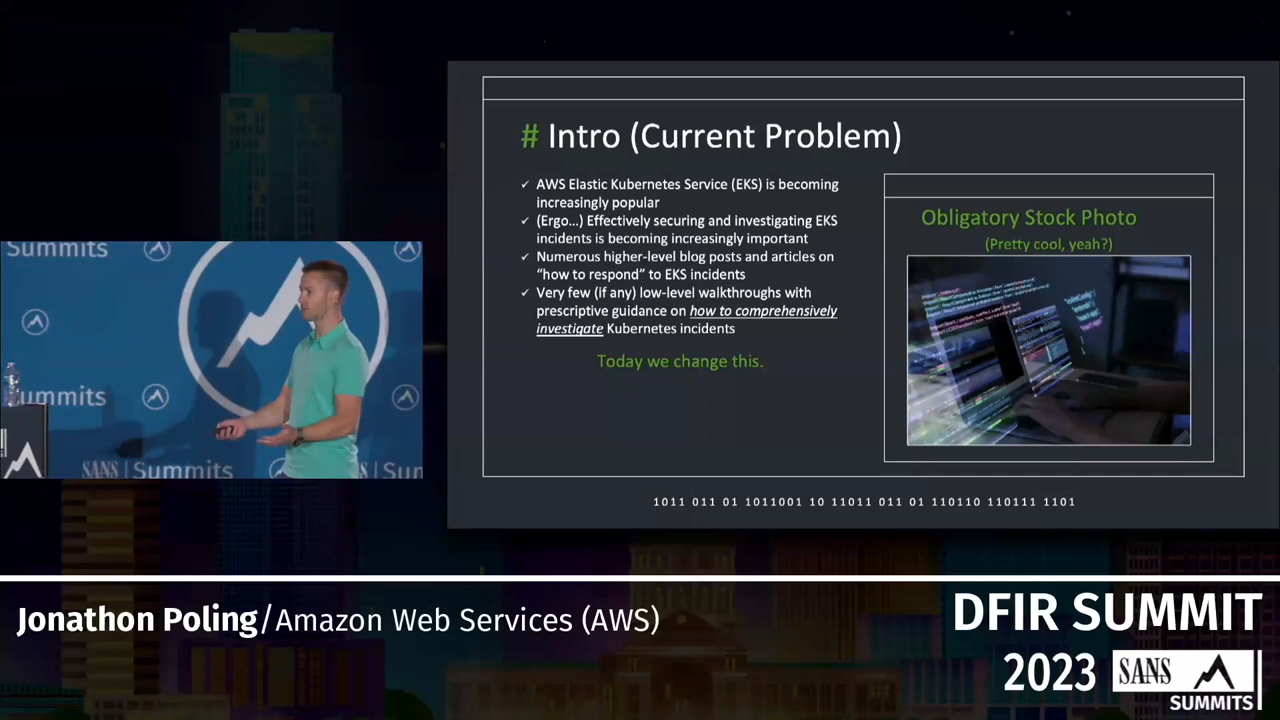 # Intro (Current Problem)
✓ AWS Elastic Kubernetes Service (EKS) is becoming
increasingly popular
✓ (Ergo…) Effectively securing and investigating EKS
incidents is becoming increasingly important
✓ Numerous higher-level blog posts and articles on
“how to respond” to EKS incidents
✓ Very few (if any) low-level walkthroughs with
prescriptive guidance on how to comprehensively
investigate Kubernetes incidents
Today we change this.
Obligatory Stock Photo
(Pretty cool, yeah?)
1011 011 01 1011001 10 11011 011 01 110110 110111 1101
Summits
SANS | Summits
Jonathon Poling/Amazon Web Services (AWS)
DFIR SUMMIT
2023 SANS
SUMMITS